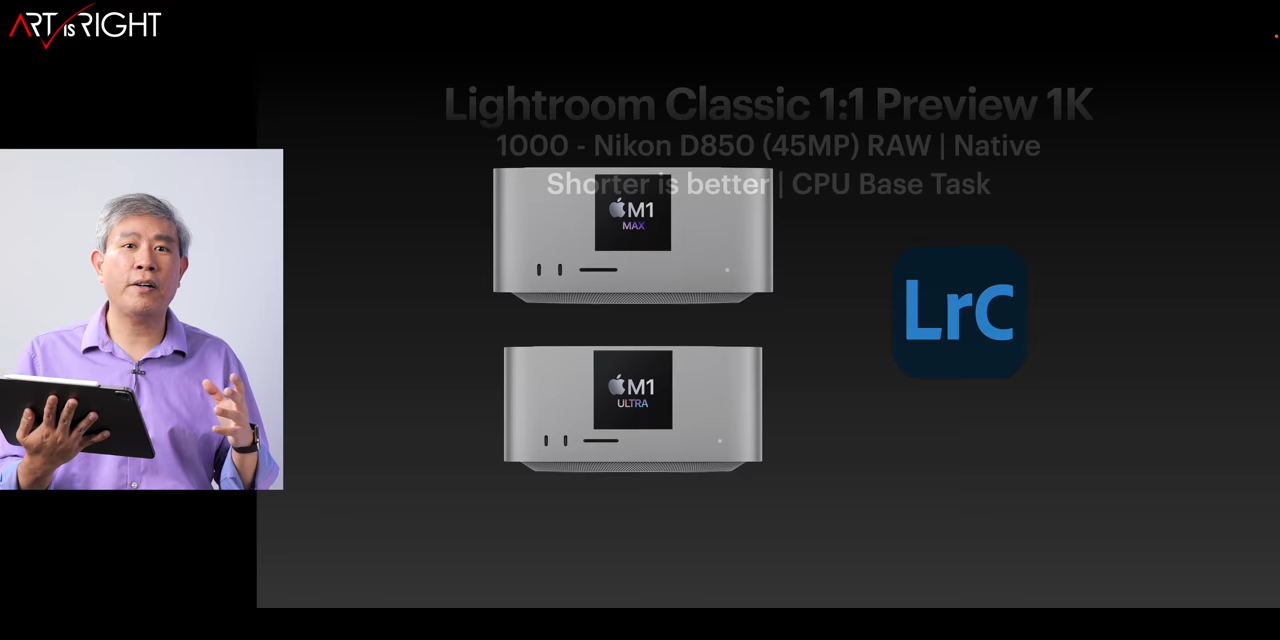 ART IS RIGHT
Lightroom Classic 1:1 Preview 1K
1000 - Nikon D850 (45MP) RAW | Native
Shorter is better | CPU Base Task
M1
MAX
LrC
M1
ULTRA